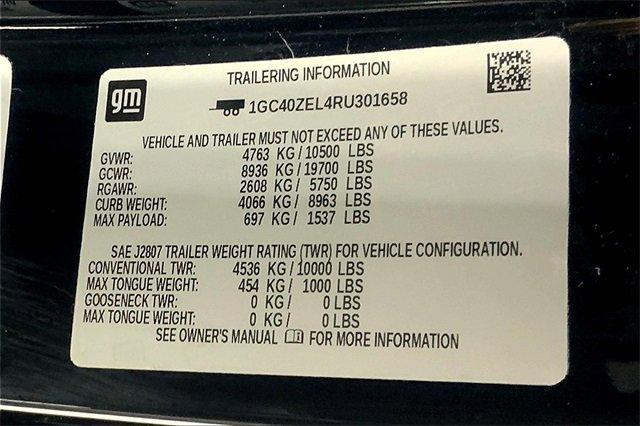 gm
TRAILERING INFORMATION
1GC40ZEL4RU301658
VEHICLE AND TRAILER MUST NOT EXCEED ANY OF THESE VALUES.
GVWR: 4763 KG / 10500 LBS
GCWR: 8936 KG / 19700 LBS
RGAWR: 2608 KG / 5750 LBS
CURB WEIGHT: 4066 KG / 8963 LBS
MAX PAYLOAD: 697 KG / 1537 LBS
SAE J2807 TRAILER WEIGHT RATING (TWR) FOR VEHICLE CONFIGURATION.
CONVENTIONAL TWR: 4536 KG / 10000 LBS
MAX TONGUE WEIGHT: 454 KG / 1000 LBS
GOOSENECK TWR: 0 KG / 0 LBS
MAX TONGUE WEIGHT: 0 KG / 0 LBS
SEE OWNER'S MANUAL FOR MORE INFORMATION